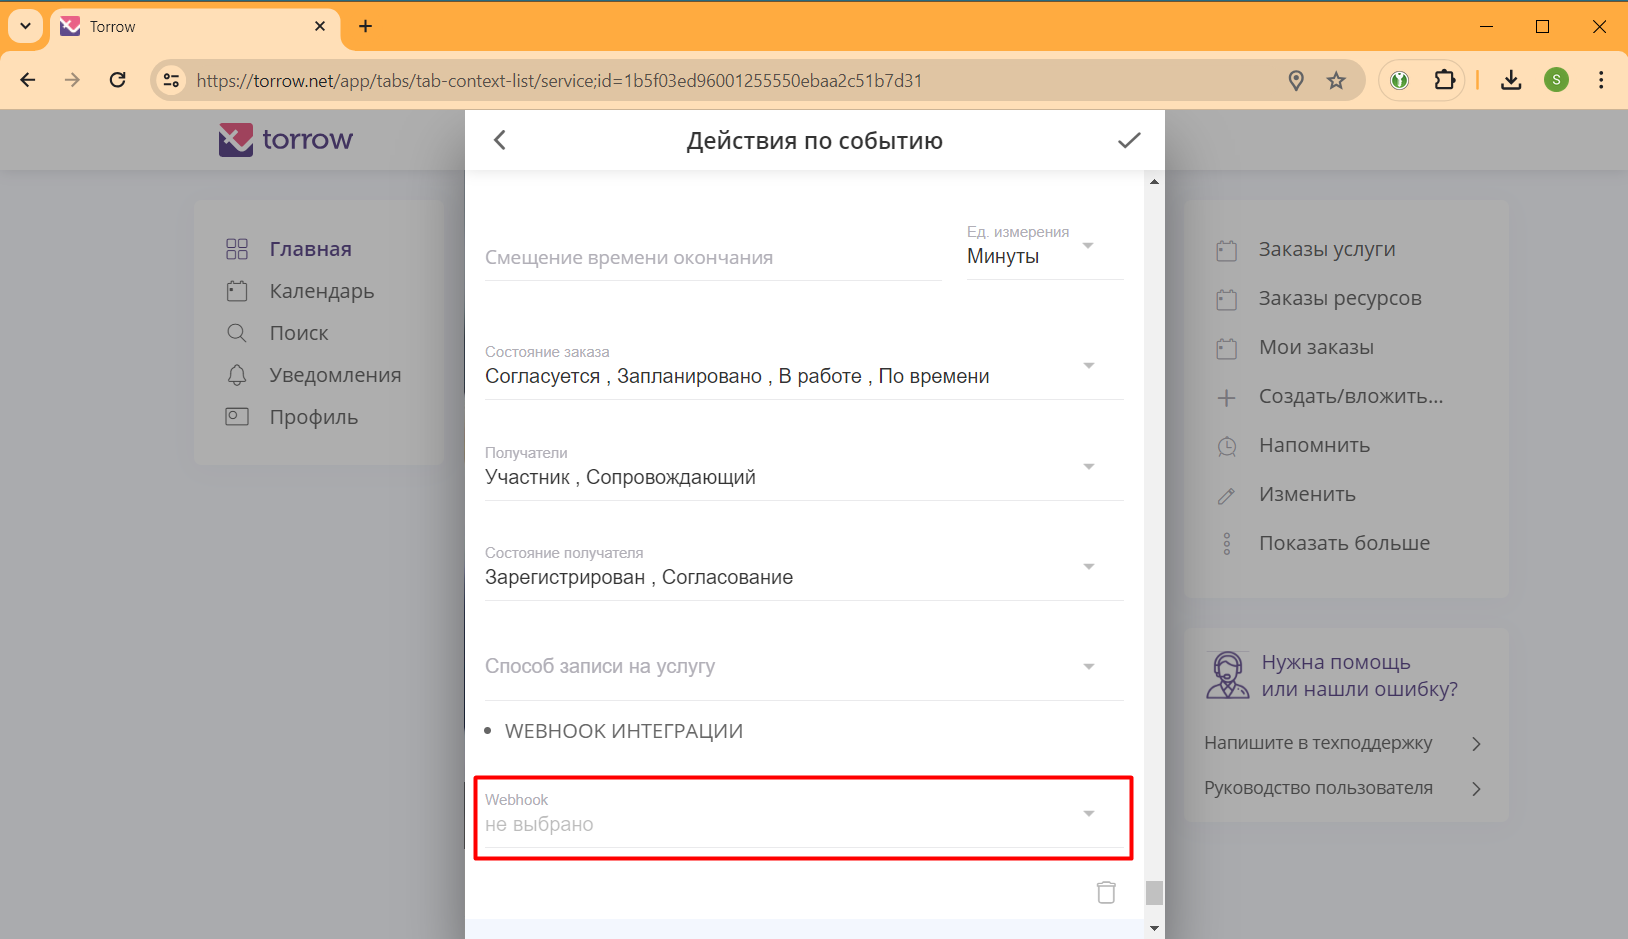 Torrow
https://torrow.net/app/tabs/tab-context-list/service;id=1b5f03ed96001255550ebaa2c51b7d31
S
torrow
Действия по событию
Главная
Календарь
Поиск
Уведомления
Профиль
Смещение времени окончания
Ед. измерения
Минуты
Состояние заказа
Согласуется , Запланировано , В работе , По времени
Получатели
Участник , Сопровождающий
Состояние получателя
Зарегистрирован , Согласование
Способ записи на услугу
• WEBHOOK ИНТЕГРАЦИИ
Webhook
не выбрано
Заказы услуги
Заказы ресурсов
Мои заказы
Создать/вложить...
Напомнить
Изменить
Показать больше
Нужна помощь
или нашли ошибку?
Напишите в техподдержку
Руководство пользователя